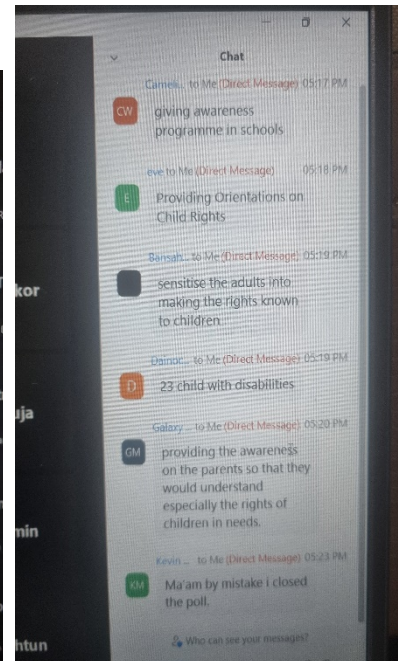 Chat
to Me (Direct Message) 05:17 PM
CW
giving awareness
programme in schools
eve to Me (Direct Message) 05:18 PM
E
Providing Orientations on
Child Rights
to Me (Direct Message) 05:19 PM
sensitise the adults into
making the rights known
to children
to Me (Direct Message) 05:19 PM
D
23 child with disabilities
Galaxy ... to Me (Direct Message) 05:20 PM
GM
providing the awareness
on the parents so that they
would understand
especially the rights of
children in needs.
Kevin ... to Me (Direct Message) 05:23 PM
KM
Ma'am by mistake i closed
the poll.
Who can see your messages?
kor
uja
min
htun